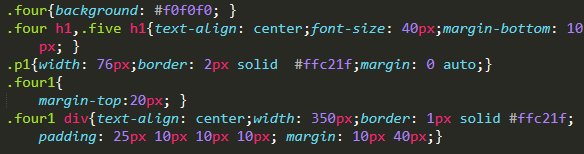 .four{background: #f0f0f0; }
.four h1,.five h1{text-align: center;font-size: 40px;margin-bottom: 10
px; }
.p1{width: 76px;border: 2px solid  #ffc21f;margin: 0 auto;}
.four1{
margin-top:20px; }
.four1 div{text-align: center;width: 350px;border: 1px solid #ffc21f;
padding: 25px 10px 10px 10px; margin: 10px 40px;}